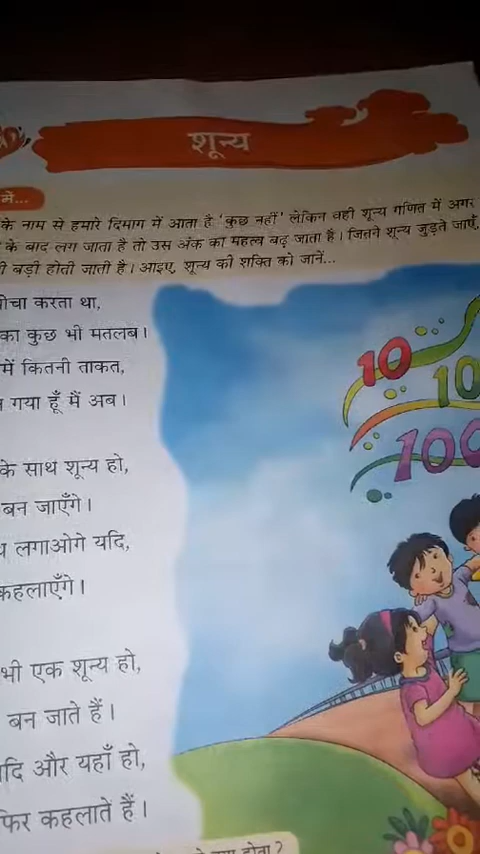 शून्य
के नाम से हमारे दिमाग में आता है 'कुछ नहीं' लेकिन वही शून्य गणित में अगर
के बाद लग जाता है तो उस अंक का महत्व बढ़ जाता है। जितने शून्य जुड़ते जाएँ,
बड़ी होती जाती है। आइए, शून्य की शक्ति को जानें...
करता था,
का कुछ भी मतलब।
में कितनी ताकत,
गया हूँ मैं अब।
के साथ शून्य हो,
बन जाएँगे।
लगाओगे यदि,
कहलाएँगे।
भी एक शून्य हो,
बन जाते हैं।
और यहाँ हो,
फिर कहलाते हैं।
10
10
100
होता?